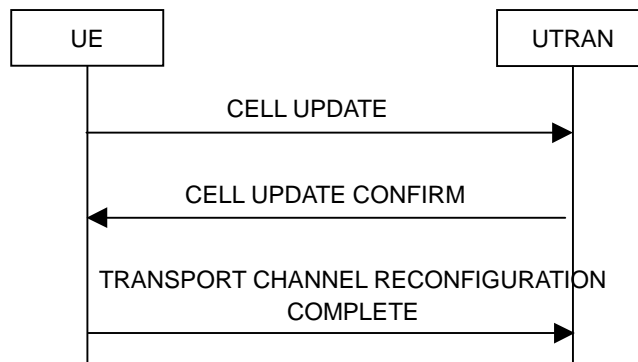 UE
UTRAN
CELL UPDATE
CELL UPDATE CONFIRM
TRANSPORT CHANNEL RECONFIGURATION
COMPLETE